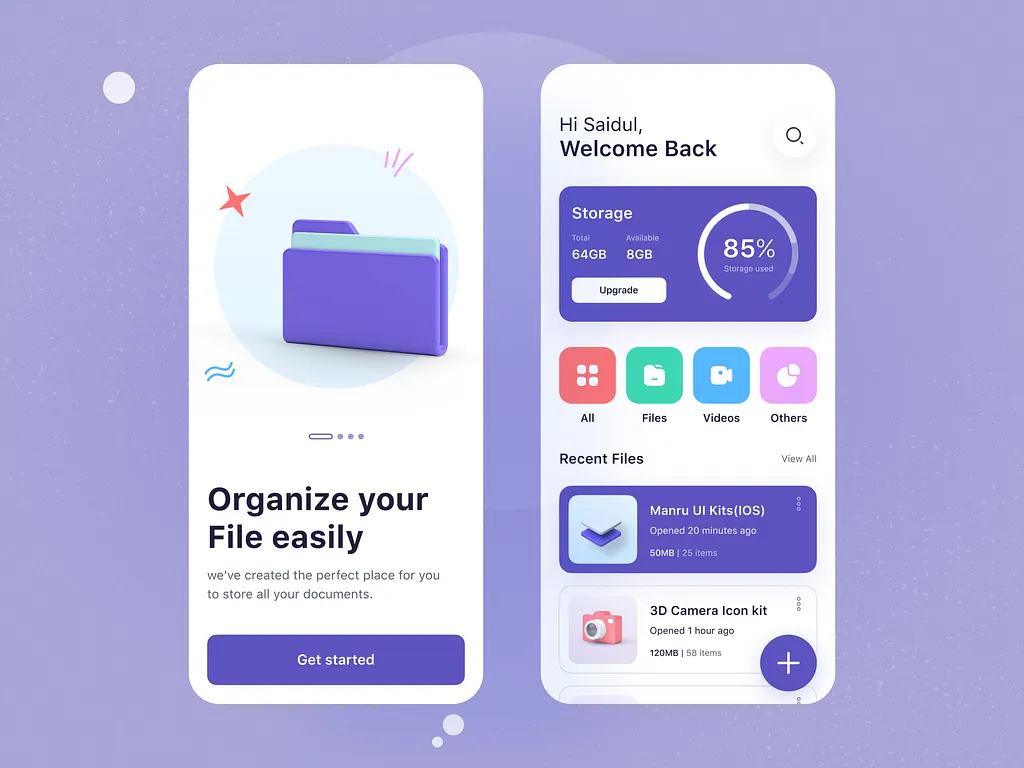 Organize your
File easily
we've created the perfect place for you
to store all your documents.
Get started
Hi Saidul,
Welcome Back
Storage
Total
Available
64GB
8GB
Upgrade
85%
Storage used
All
Files
Videos
Others
Recent Files
View All
Manru UI Kits(IOS)
Opened 20 minutes ago
50MB | 25 items
3D Camera Icon kit
Opened 1 hour ago
120MB | 58 items